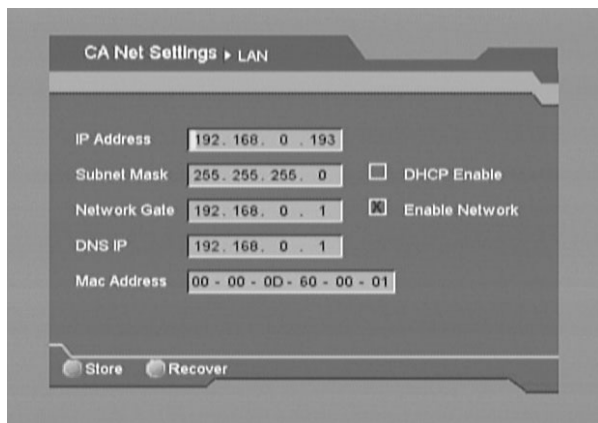 CA Net Settings ▸ LAN
IP Address 192. 168. 0 . 193
Subnet Mask 255. 255. 255. 0 DHCP Enable
Network Gate 192. 168. 0 . 1 X Enable Network
DNS IP 192. 168. 0 . 1
Mac Address 00 - 00 - 0D - 60 - 00 - 01
Store Recover